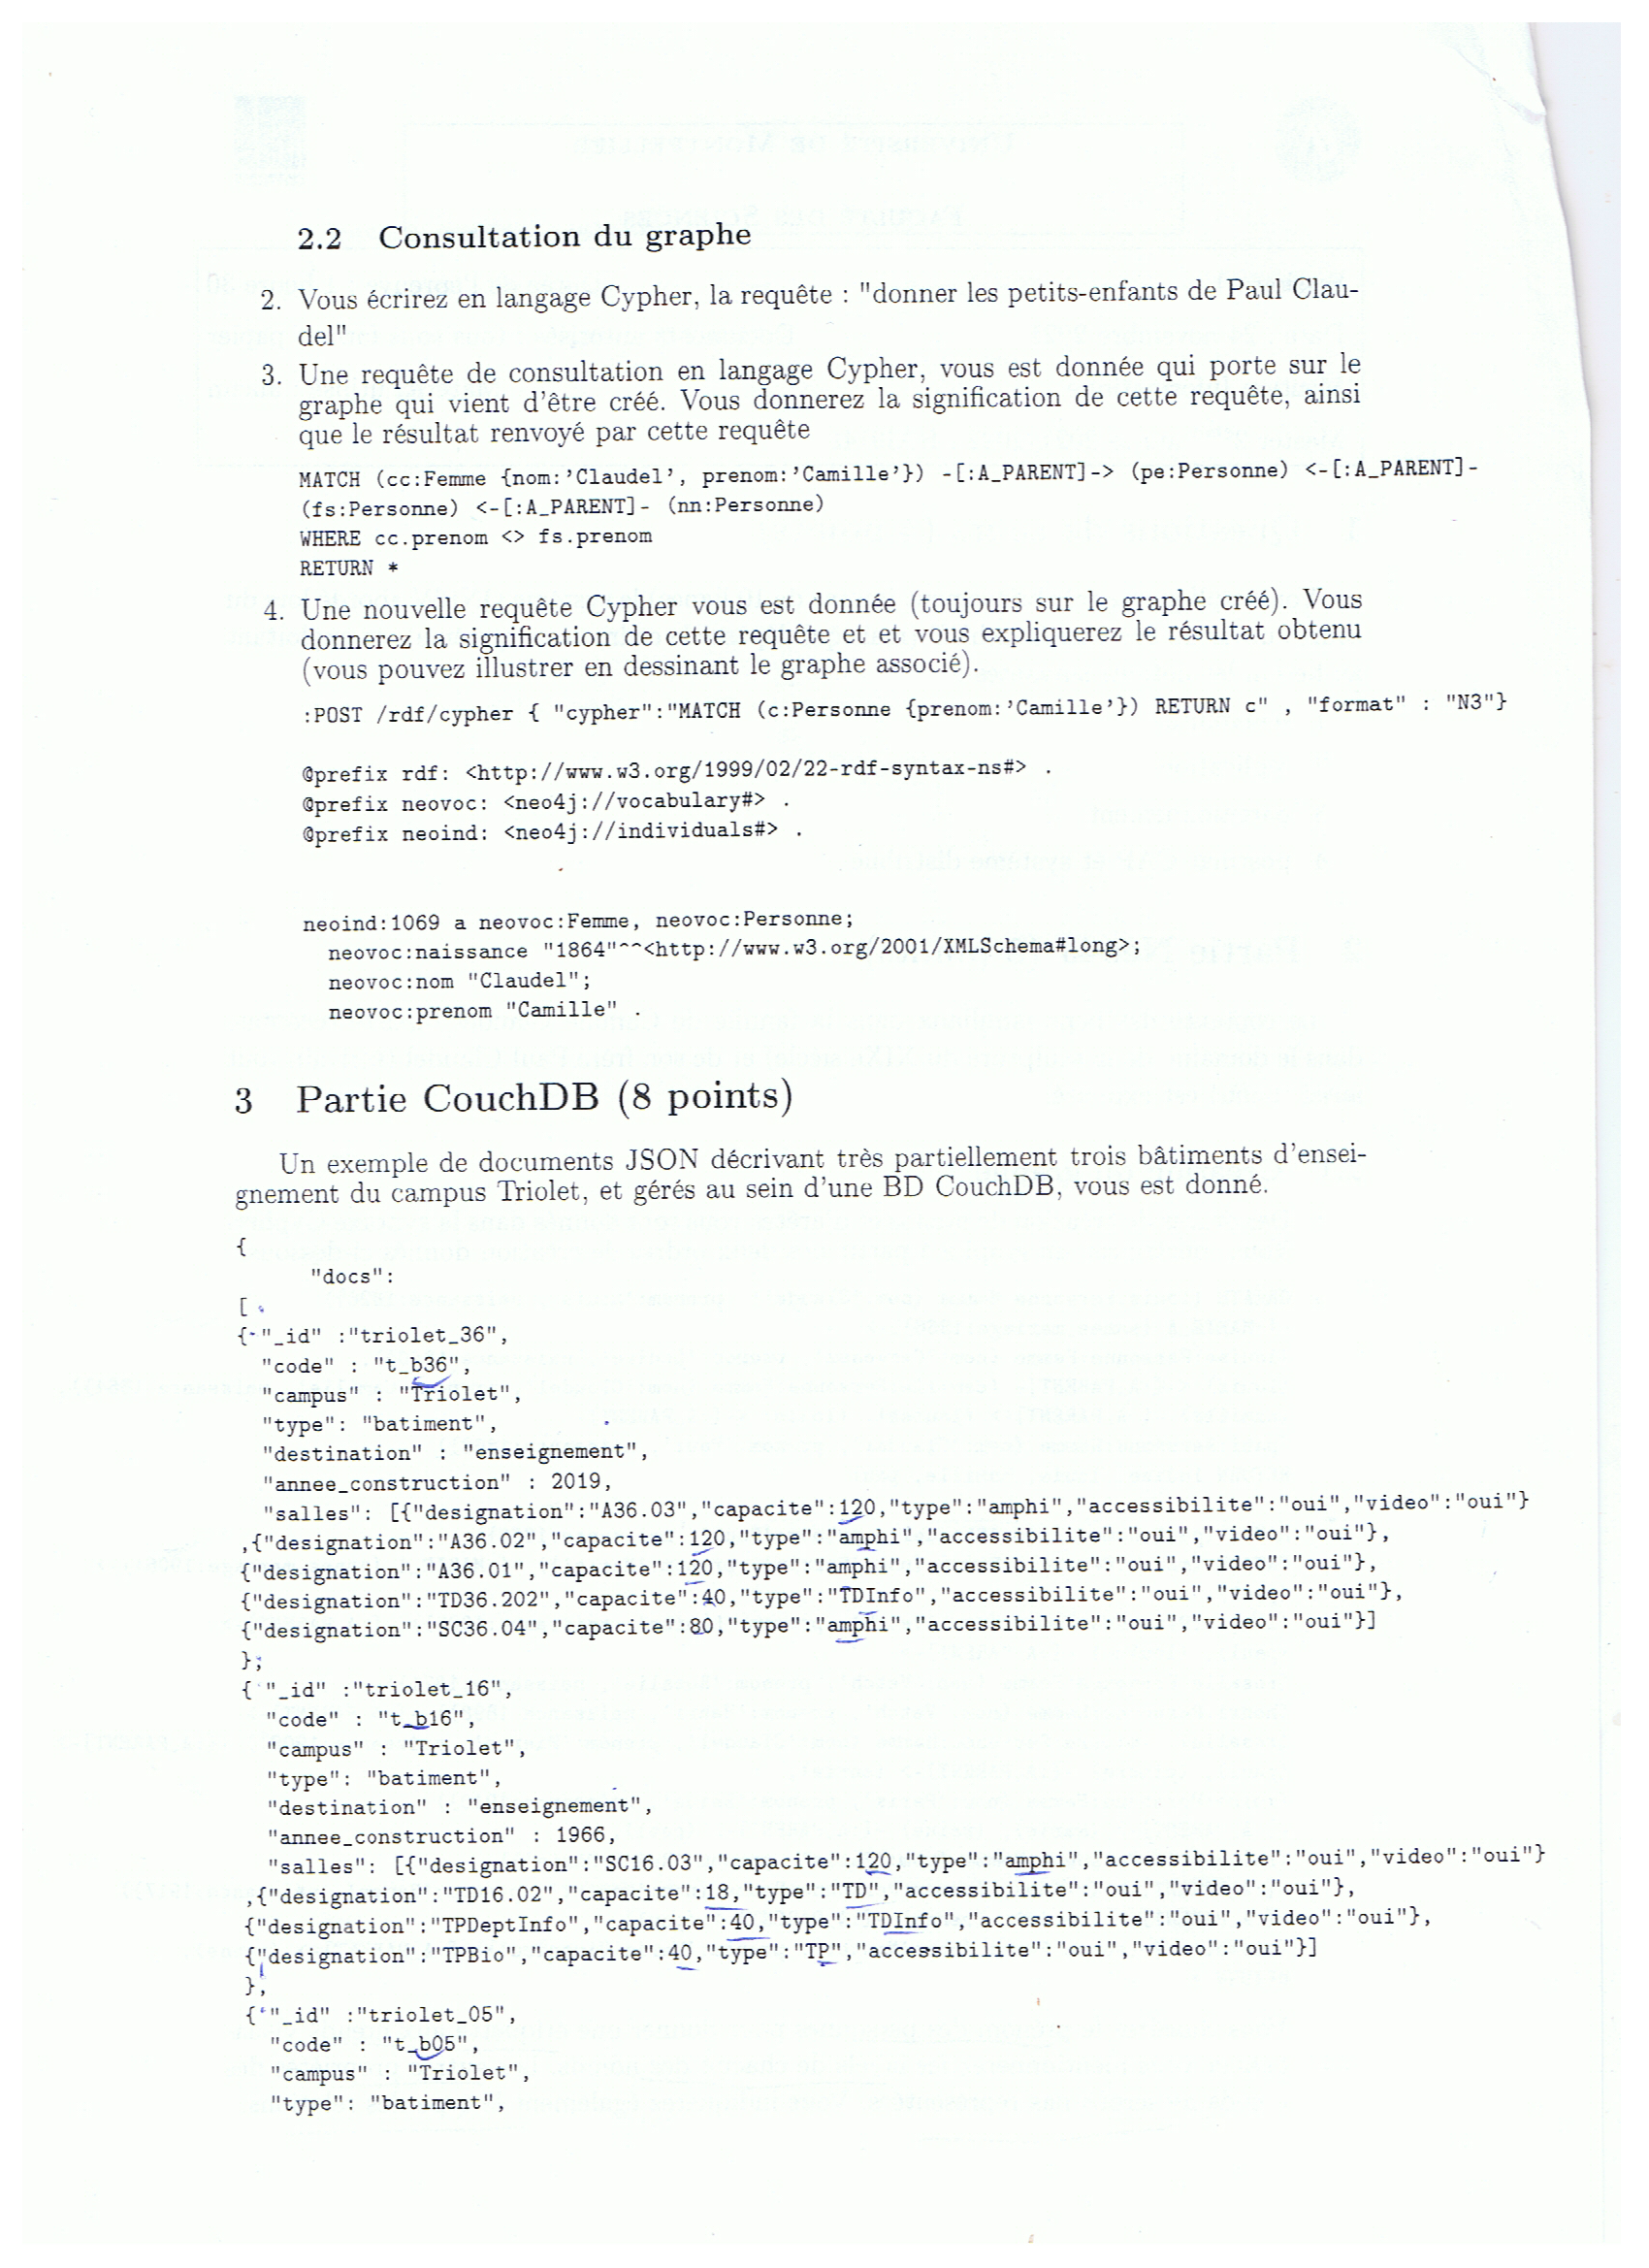 2.2 Consultation du graphe
2. Vous écrirez en langage Cypher, la requête : "donner les petits-enfants de Paul Clau-
del"
3. Une requête de consultation en langage Cypher, vous est donnée qui porte sur le
graphe qui vient d'être créé. Vous donnerez la signification de cette requête, ainsi
que le résultat renvoyé par cette requête
MATCH (cc:Femme {nom:'Claudel', prenom:'Camille'}) -[:A_PARENT]-> (pe:Personne) <-[:A_PARENT]-
(fs:Personne) <-[:A_PARENT]- (nn:Personne)
WHERE cc.prenom <> fs.prenom
RETURN *
4. Une nouvelle requête Cypher vous est donnée (toujours sur le graphe créé). Vous
donnerez la signification de cette requête et et vous expliquerez le résultat obtenu
(vous pouvez illustrer en dessinant le graphe associé).
:POST /rdf/cypher { "cypher":"MATCH (c:Personne {prenom:'Camille'}) RETURN c" , "format" : "N3"}
@prefix rdf: <http://www.w3.org/1999/02/22-rdf-syntax-ns#> .
@prefix neovoc: <neo4j://vocabulary#> .
@prefix neoind: <neo4j://individuals#> .
neoind:1069 a neovoc:Femme, neovoc:Personne;
neovoc:naissance "1864"^^<http://www.w3.org/2001/XMLSchema#long>;
neovoc:nom "Claudel";
neovoc:prenom "Camille" .
3 Partie CouchDB (8 points)
Un exemple de documents JSON décrivant très partiellement trois bâtiments d'ensei-
gnement du campus Triolet, et gérés au sein d'une BD CouchDB, vous est donné.
{
"docs":
[
{ "_id" :"triolet_36",
"code" : "t_b36",
"campus" : "Triolet",
"type": "batiment",
"destination" : "enseignement",
"annee_construction" : 2019,
"salles": [{"designation":"A36.03","capacite":120,"type":"amphi","accessibilite":"oui","video":"oui"}
,{"designation":"A36.02","capacite":120,"type":"amphi","accessibilite":"oui","video":"oui"},
{"designation":"A36.01","capacite":120,"type":"amphi","accessibilite":"oui","video":"oui"},
{"designation":"TD36.202","capacite":40,"type":"TDInfo","accessibilite":"oui","video":"oui"},
{"designation":"SC36.04","capacite":80,"type":"amphi","accessibilite":"oui","video":"oui"}]
},
{ "_id" :"triolet_16",
"code" : "t_b16",
"campus" : "Triolet",
"type": "batiment",
"destination" : "enseignement",
"annee_construction" : 1966,
"salles": [{"designation":"SC16.03","capacite":120,"type":"amphi","accessibilite":"oui","video":"oui"}
,{"designation":"TD16.02","capacite":18,"type":"TD","accessibilite":"oui","video":"oui"},
{"designation":"TPDeptInfo","capacite":40,"type":"TDInfo","accessibilite":"oui","video":"oui"},
{"designation":"TPBio","capacite":40,"type":"TP","accessibilite":"oui","video":"oui"}]
},
{ "_id" :"triolet_05",
"code" : "t_b05",
"campus" : "Triolet",
"type": "batiment",